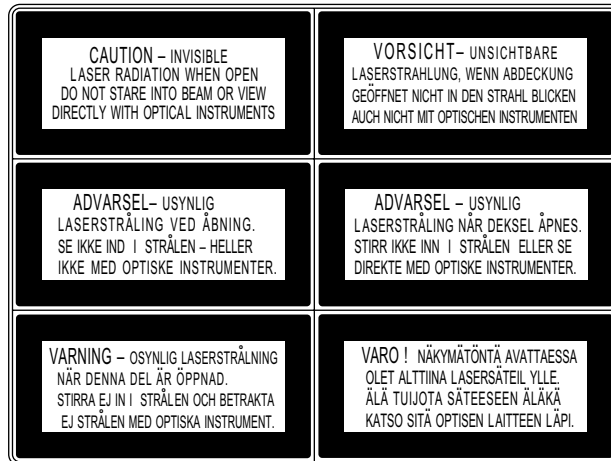 CAUTION – INVISIBLE
LASER RADIATION WHEN OPEN
DO NOT STARE INTO BEAM OR VIEW
DIRECTLY WITH OPTICAL INSTRUMENTS
VORSICHT– UNSICHTBARE
LASERSTRAHLUNG, WENN ABDECKUNG
GEÖFFNET NICHT IN DEN STRAHL BLICKEN
AUCH NICHT MIT OPTISCHEN INSTRUMENTEN
ADVARSEL– USYNLIG
LASERSTRÅLING VED ÅBNING.
SE IKKE IND I STRÅLEN – HELLER
IKKE MED OPTISKE INSTRUMENTER.
ADVARSEL – USYNLIG
LASERSTRÅLING NÅR DEKSEL ÅPNES.
STIRR IKKE INN I STRÅLEN ELLER SE
DIREKTE MED OPTISKE INSTRUMENTER.
VARNING – OSYNLIG LASERSTRÅLNING
NÄR DENNA DEL ÄR ÖPPNAD.
STIRRA EJ IN I STRÅLEN OCH BETRAKTA
EJ STRÅLEN MED OPTISKA INSTRUMENT.
VARO ! NÄKYMÄTÖNTÄ AVATTAESSA
OLET ALTTIINA LASERSÄTEIL YLLE.
ÄLÄ TUIJOTA SÄTEESEEN ÄLÄKÄ
KATSO SITÄ OPTISEN LAITTEEN LÄPI.